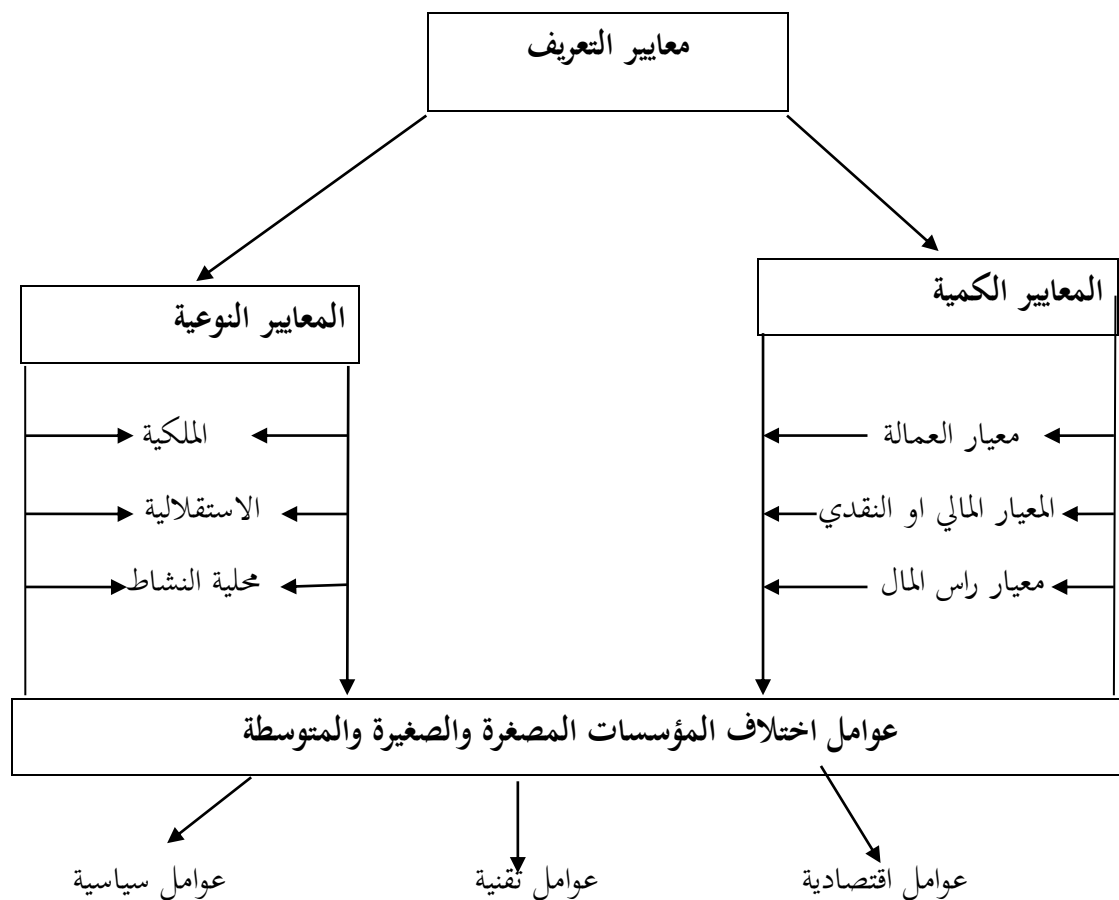 معايير التعريف
المعايير الكمية
معيار العمالة
المعيار المالي او النقدي
معيار راس المال
المعايير النوعية
الملكية
الاستقلالية
محلية النشاط
عوامل اختلاف المؤسسات المصغرة والصغيرة والمتوسطة
عوامل اقتصادية
عوامل تقنية
عوامل سياسية